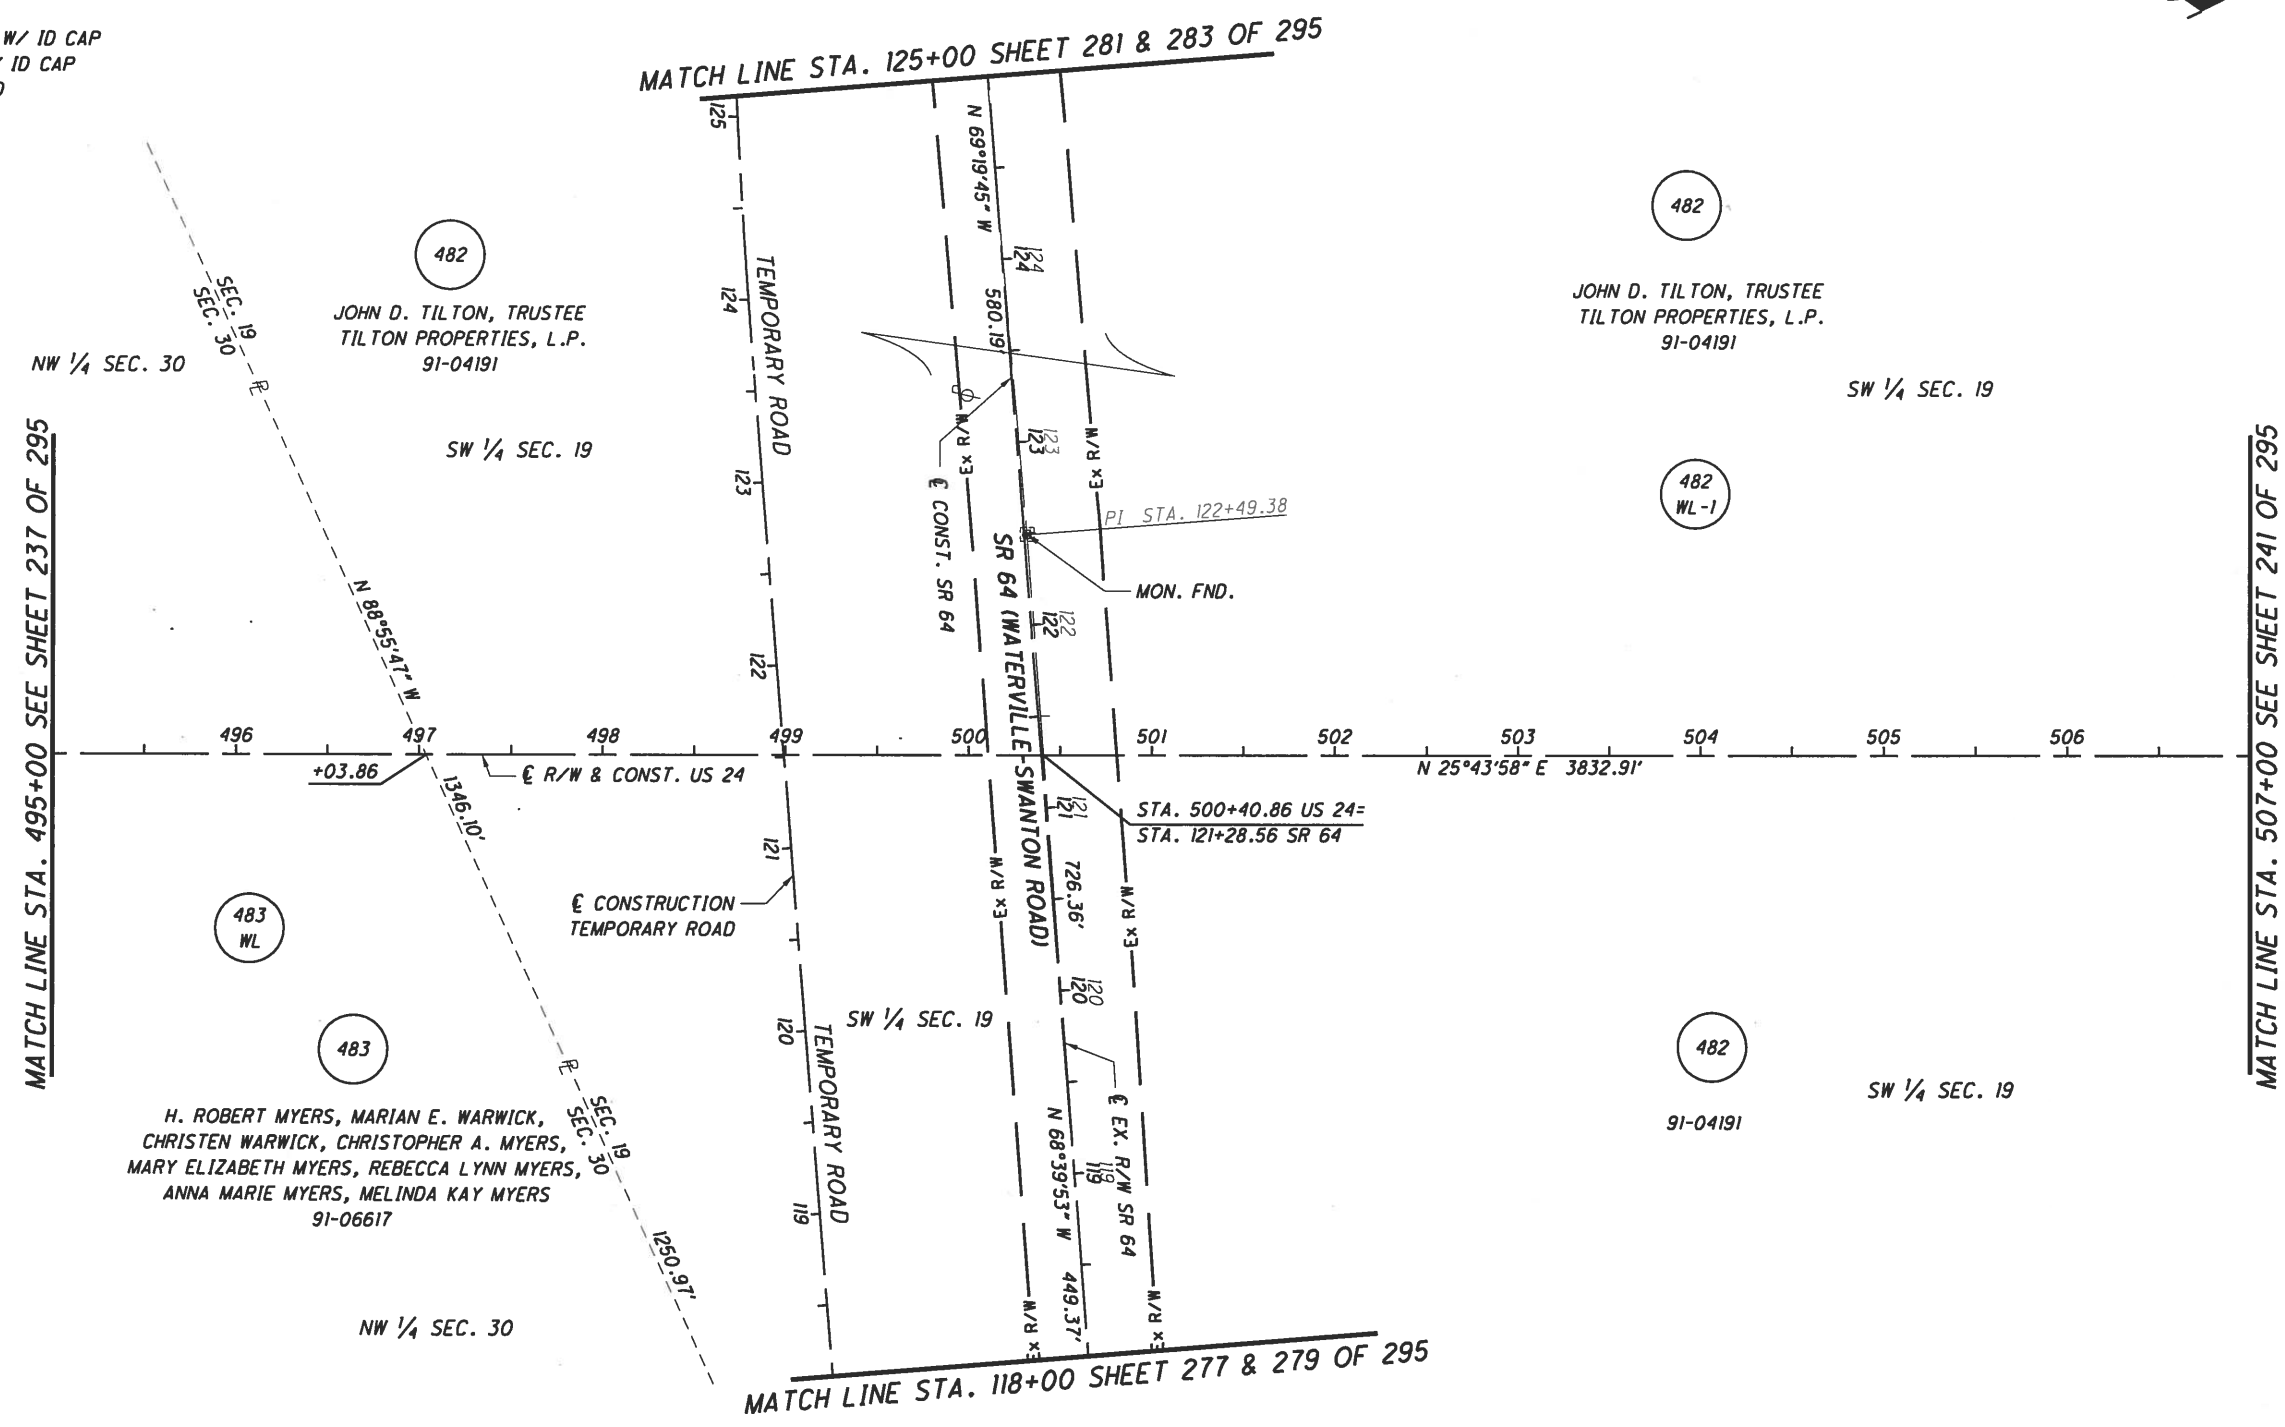 W/ ID CAP
ID CAP
MATCH LINE STA. 125+00 SHEET 281 & 283 OF 295
125
N 69°19'45" W
SEC. 19
SEC. 30
482
JOHN D. TILTON, TRUSTEE
TILTON PROPERTIES, L.P.
91-04191
NW 1/4 SEC. 30
SW 1/4 SEC. 19
TEMPORARY ROAD
124
124
124
580.19'
482
JOHN D. TILTON, TRUSTEE
TILTON PROPERTIES, L.P.
91-04191
SW 1/4 SEC. 19
482
WL-1
MATCH LINE STA. 495+00 SEE SHEET 237 OF 295
MATCH LINE STA. 507+00 SEE SHEET 241 OF 295
Ex R/W
Ex R/W
123
123
123
℄ CONST. SR 64
PI STA. 122+49.38
MON. FND.
SR 64 (WATERVILLE-SWANTON ROAD)
N 88°55'47" W
122
122
122
496
497
498
499
500
501
502
503
504
505
506
+03.86
℄ R/W & CONST. US 24
N 25°43'58" E 3832.91'
1346.10'
STA. 500+40.86 US 24=
STA. 121+28.56 SR 64
121
121
121
726.36'
Ex R/W
Ex R/W
℄ CONSTRUCTION
TEMPORARY ROAD
483
WL
483
H. ROBERT MYERS, MARIAN E. WARWICK,
CHRISTEN WARWICK, CHRISTOPHER A. MYERS,
MARY ELIZABETH MYERS, REBECCA LYNN MYERS,
ANNA MARIE MYERS, MELINDA KAY MYERS
91-06617
SEC. 19
SEC. 30
1250.97'
NW 1/4 SEC. 30
120
120
120
TEMPORARY ROAD
SW 1/4 SEC. 19
119
119
119
℄ EX. R/W SR 64
N 68°39'53" W
449.37'
Ex R/W
Ex R/W
482
91-04191
SW 1/4 SEC. 19
MATCH LINE STA. 118+00 SHEET 277 & 279 OF 295